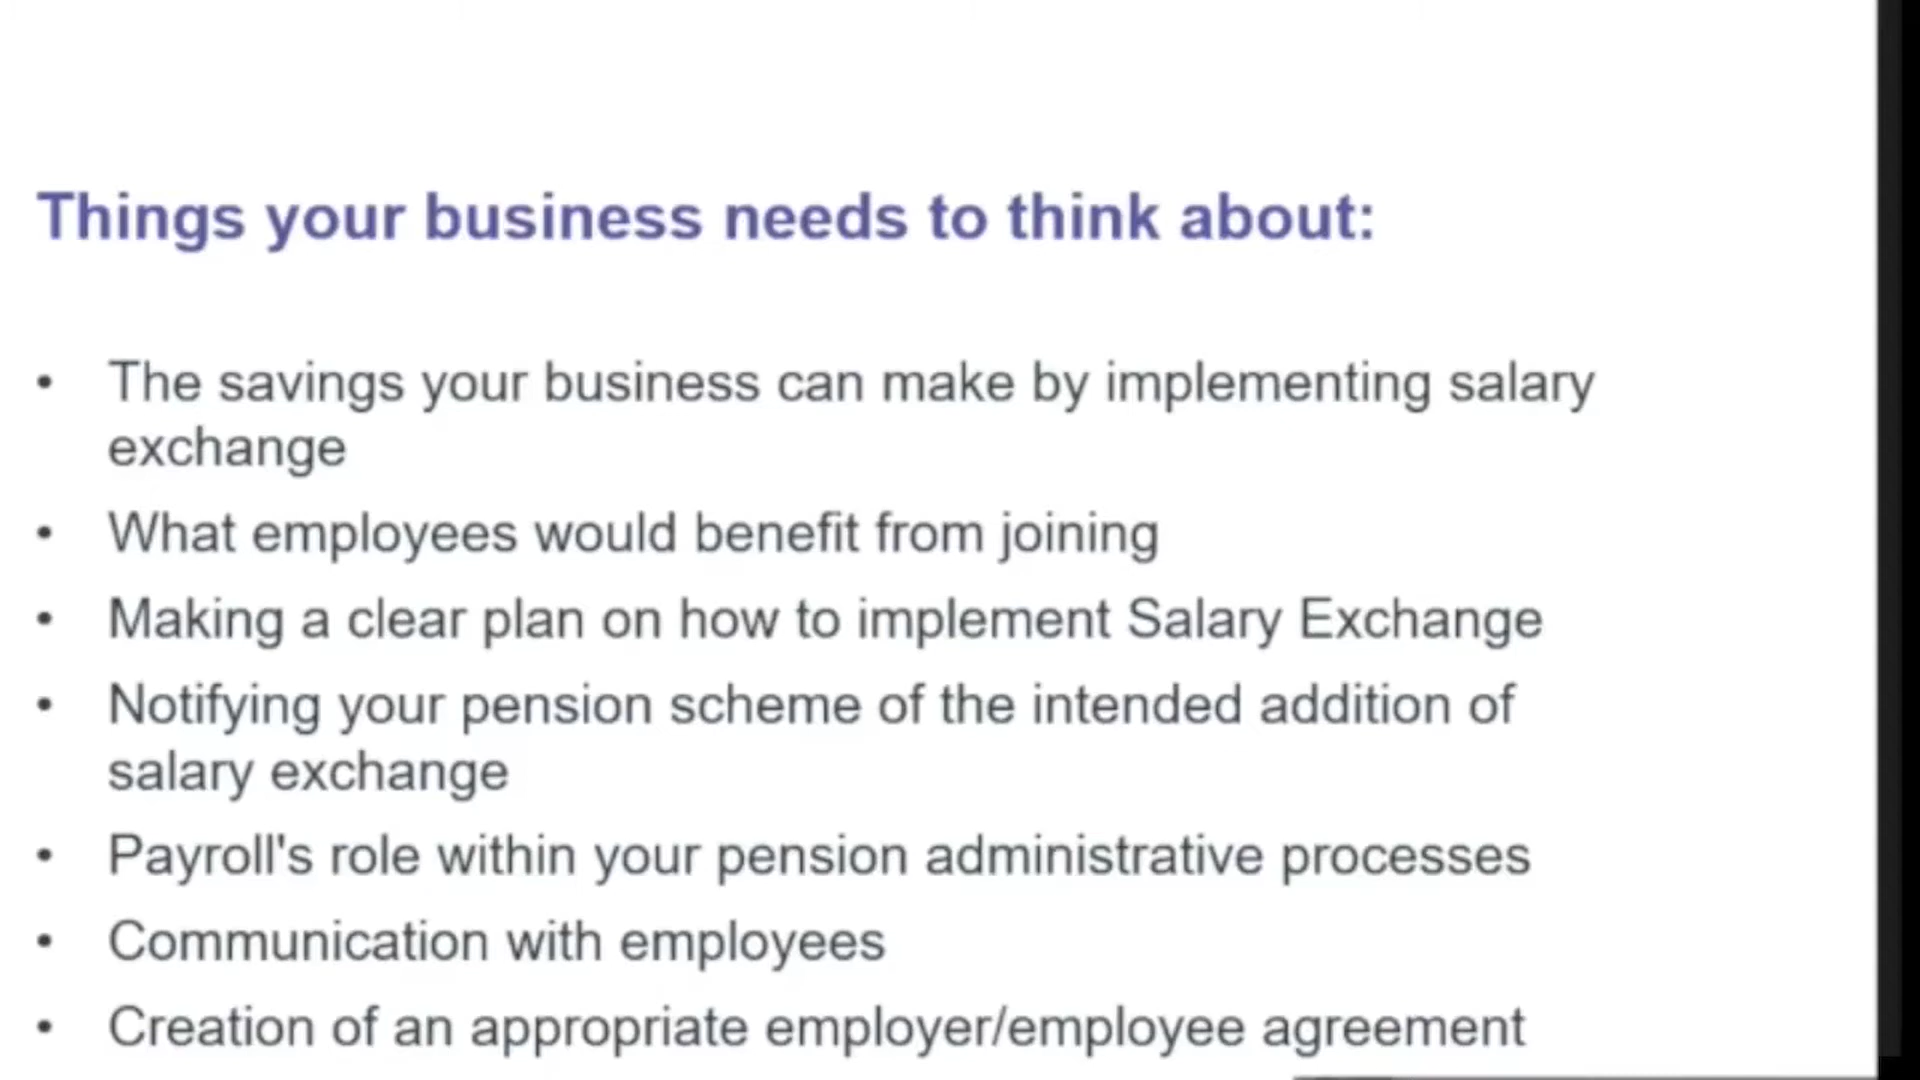 Things your business needs to think about:
• The savings your business can make by implementing salary
exchange
• What employees would benefit from joining
• Making a clear plan on how to implement Salary Exchange
• Notifying your pension scheme of the intended addition of
salary exchange
• Payroll's role within your pension administrative processes
• Communication with employees
• Creation of an appropriate employer/employee agreement